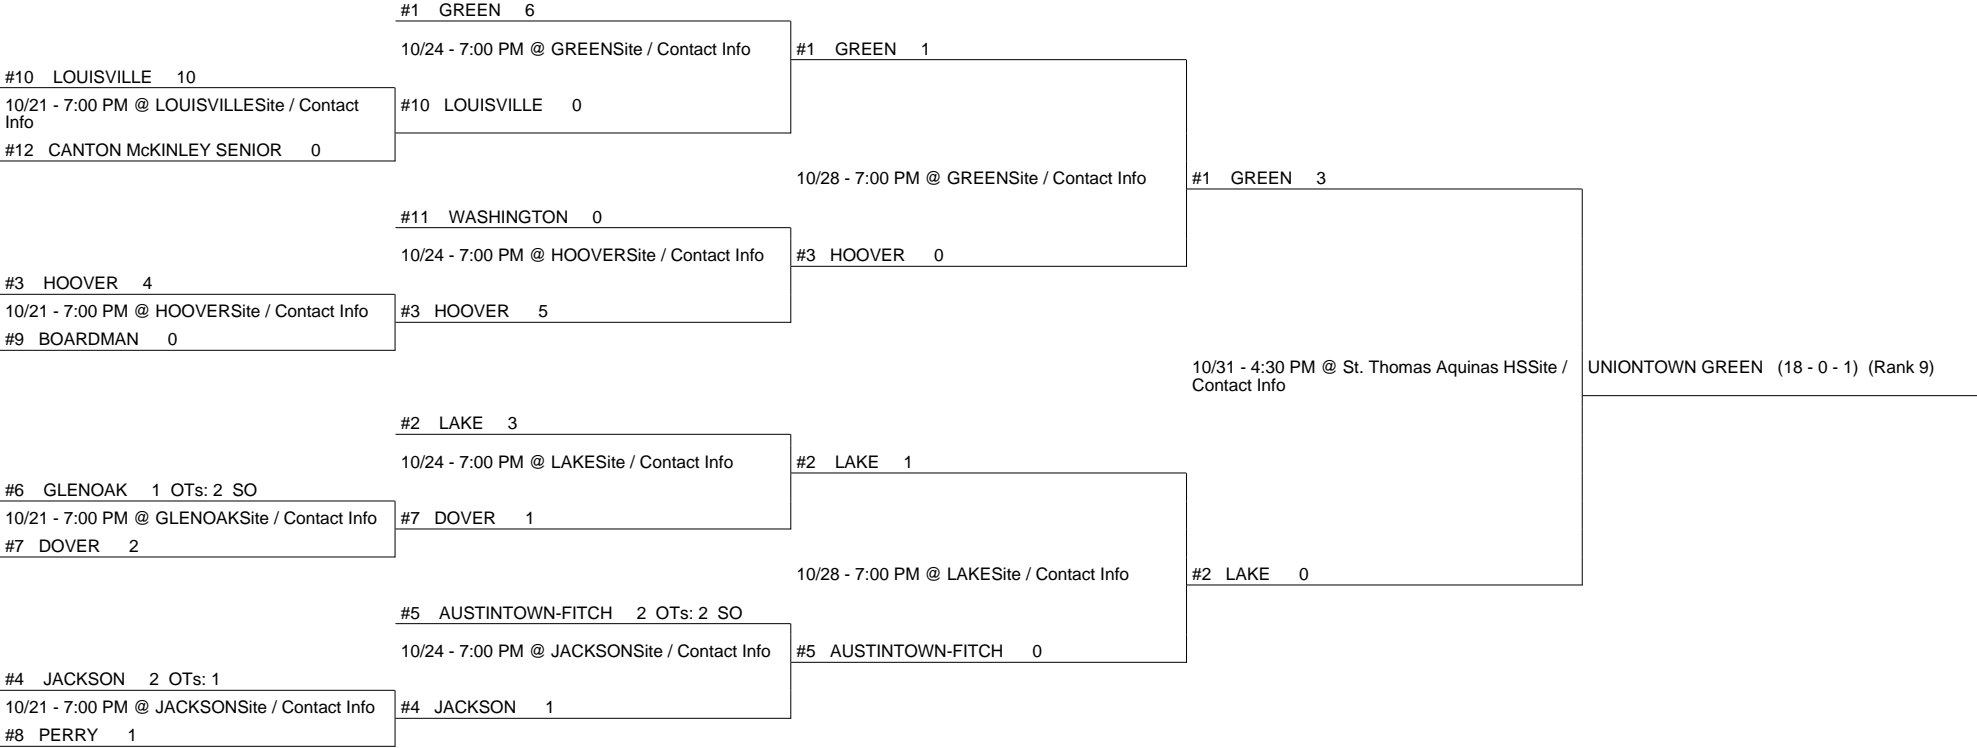 #1 GREEN 6
10/24 - 7:00 PM @ GREENSite / Contact Info
#1 GREEN 1
#10 LOUISVILLE 10
10/21 - 7:00 PM @ LOUISVILLESite / Contact
Info
#10 LOUISVILLE 0
#12 CANTON McKINLEY SENIOR 0
10/28 - 7:00 PM @ GREENSite / Contact Info
#1 GREEN 3
#11 WASHINGTON 0
10/24 - 7:00 PM @ HOOVERSite / Contact Info
#3 HOOVER 0
#3 HOOVER 4
10/21 - 7:00 PM @ HOOVERSite / Contact Info
#3 HOOVER 5
#9 BOARDMAN 0
10/31 - 4:30 PM @ St. Thomas Aquinas HSSite /
Contact Info
UNIONTOWN GREEN (18 - 0 - 1) (Rank 9)
#2 LAKE 3
10/24 - 7:00 PM @ LAKESite / Contact Info
#2 LAKE 1
#6 GLENOAK 1 OTs: 2 SO
10/21 - 7:00 PM @ GLENOAKSite / Contact Info
#7 DOVER 1
#7 DOVER 2
10/28 - 7:00 PM @ LAKESite / Contact Info
#2 LAKE 0
#5 AUSTINTOWN-FITCH 2 OTs: 2 SO
10/24 - 7:00 PM @ JACKSONSite / Contact Info
#5 AUSTINTOWN-FITCH 0
#4 JACKSON 2 OTs: 1
10/21 - 7:00 PM @ JACKSONSite / Contact Info
#4 JACKSON 1
#8 PERRY 1